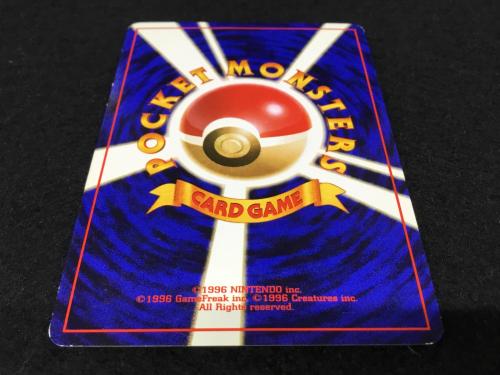 POCKET MONSTERS
CARD GAME
©1996 NINTENDO inc.
©1996 GameFreak inc. ©1996 Creatures inc.
All Rights reserved.